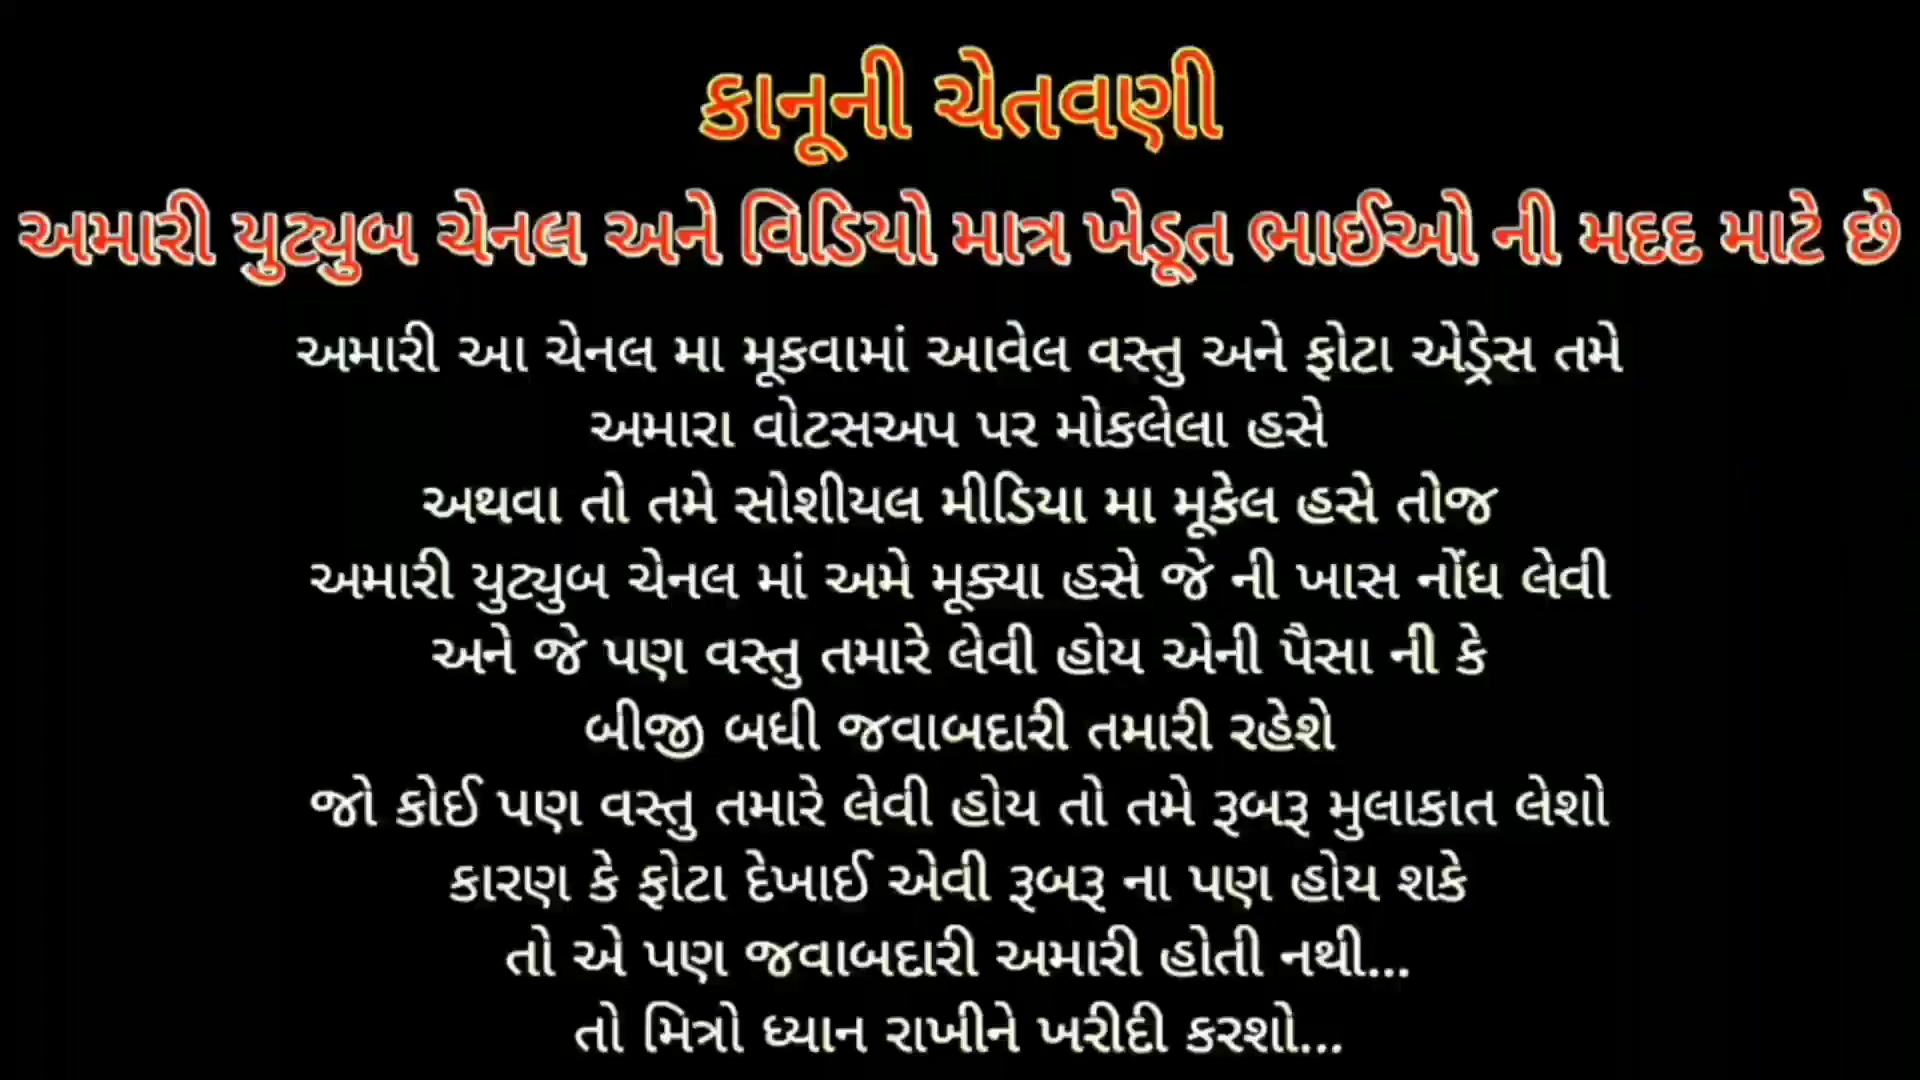 કાનૂની ચેતવણી
અમારી યુટ્યુબ ચેનલ અને વિડિયો માત્ર ખેડૂત ભાઈઓ ની મદદ માટે છે
અમારી આ ચેનલ મા મૂકવામાં આવેલ વસ્તુ અને ફોટા એડ્રેસ તમે
અમારા વોટસઅપ પર મોકલેલા હસે
અથવા તો તમે સોશીયલ મીડિયા મા મૂકેલ હસે તોજ
અમારી યુટ્યુબ ચેનલ માં અમે મૂક્યા હસે જે ની ખાસ નોંધ લેવી
અને જે પણ વસ્તુ તમારે લેવી હોય એની પૈસા ની કે
બીજી બધી જવાબદારી તમારી રહેશે
જો કોઈ પણ વસ્તુ તમારે લેવી હોય તો તમે રૂબરૂ મુલાકાત લેશો
કારણ કે ફોટા દેખાઈ એવી રૂબરૂ ના પણ હોય શકે
તો એ પણ જવાબદારી અમારી હોતી નથી...
તો મિત્રો ધ્યાન રાખીને ખરીદી કરશો...